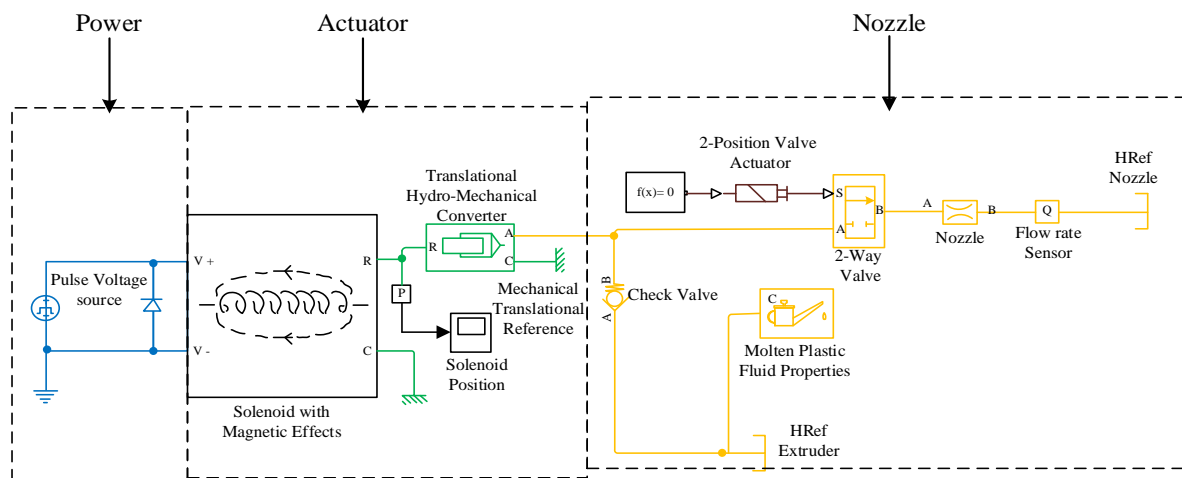 Power
Actuator
Nozzle
Pulse Voltage
source
V +
V -
R
C
Solenoid with
Magnetic Effects
P
Solenoid
Position
Translational
Hydro-Mechanical
Converter
R
A
C
Mechanical
Translational
Reference
2-Position Valve
Actuator
f(x)= 0
S
A
B
2-Way
Valve
A
B
Nozzle
Q
Flow rate
Sensor
HRef
Nozzle
B
A
Check Valve
C
Molten Plastic
Fluid Properties
HRef
Extruder